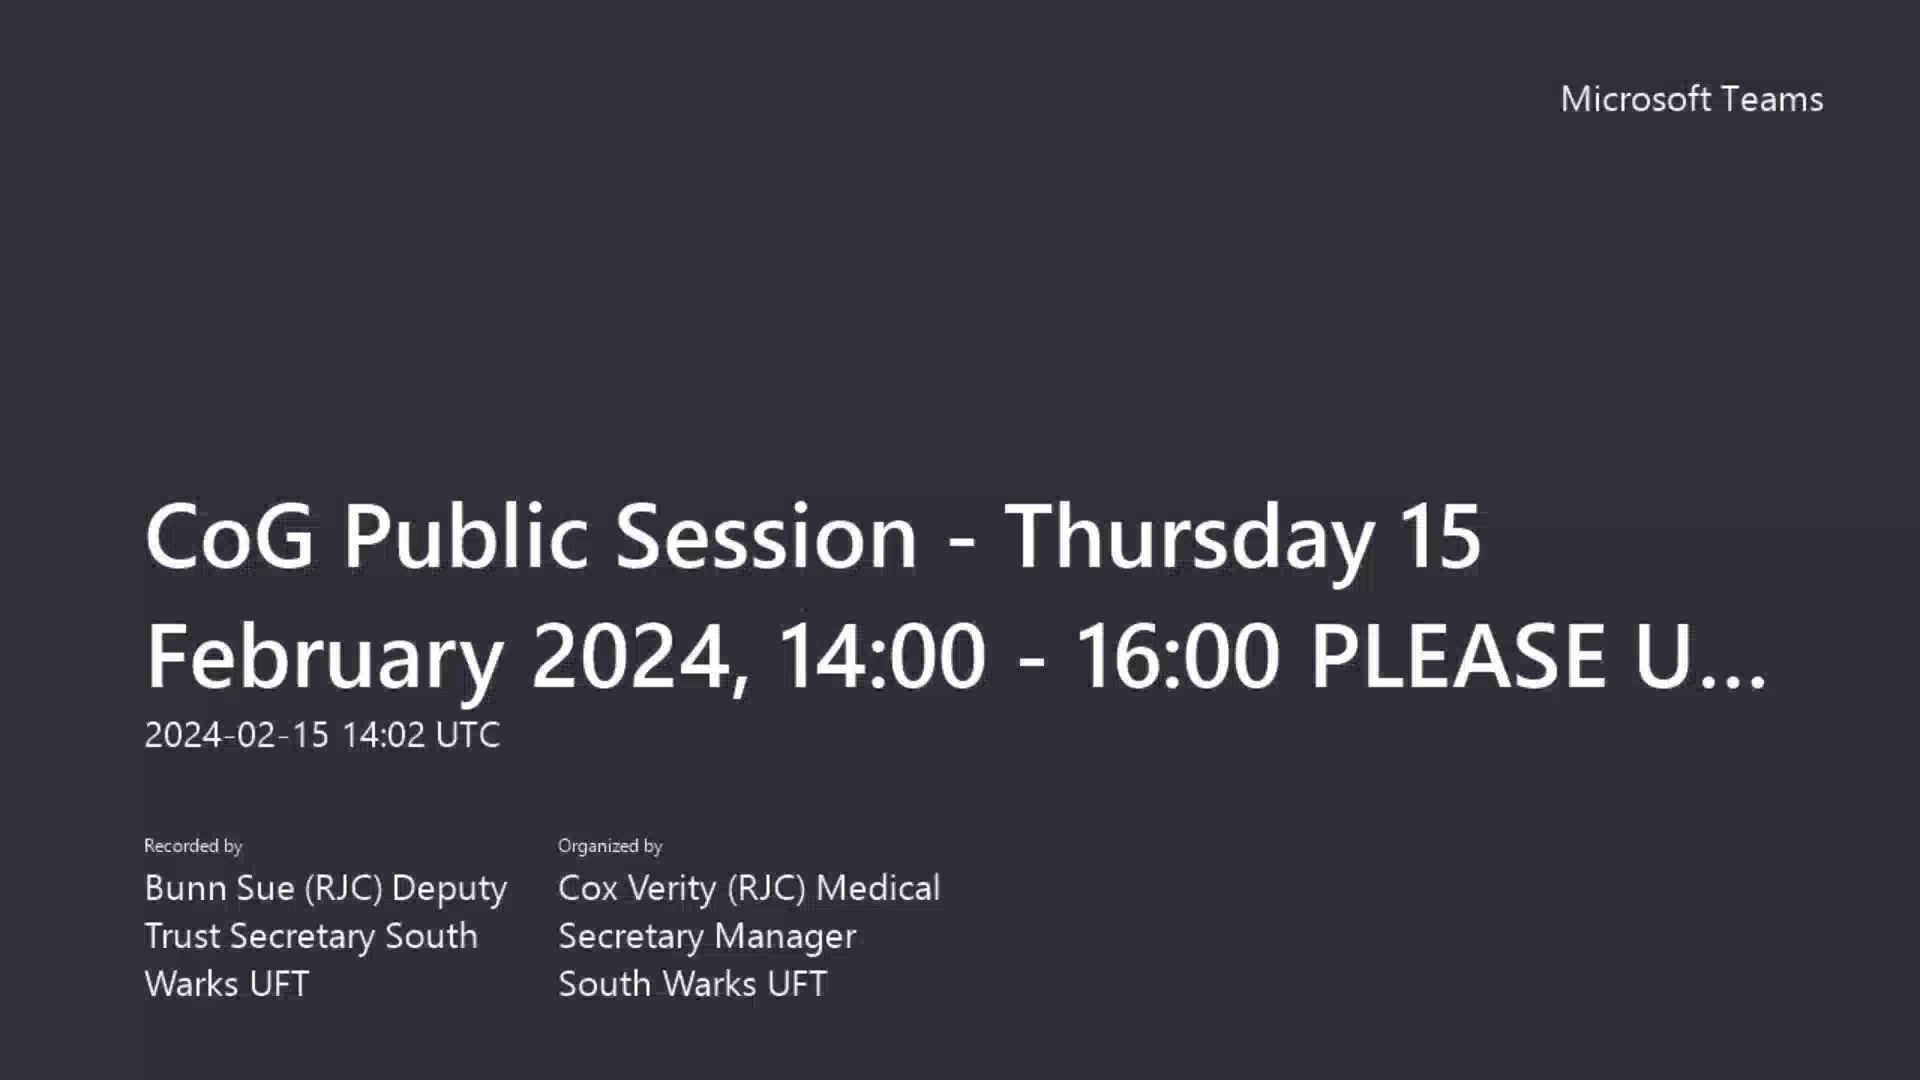 Microsoft Teams
CoG Public Session - Thursday 15
February 2024, 14:00 - 16:00 PLEASE U...
2024-02-15 14:02 UTC
Recorded by
Bunn Sue (RJC) Deputy
Trust Secretary South
Warks UFT
Organized by
Cox Verity (RJC) Medical
Secretary Manager
South Warks UFT